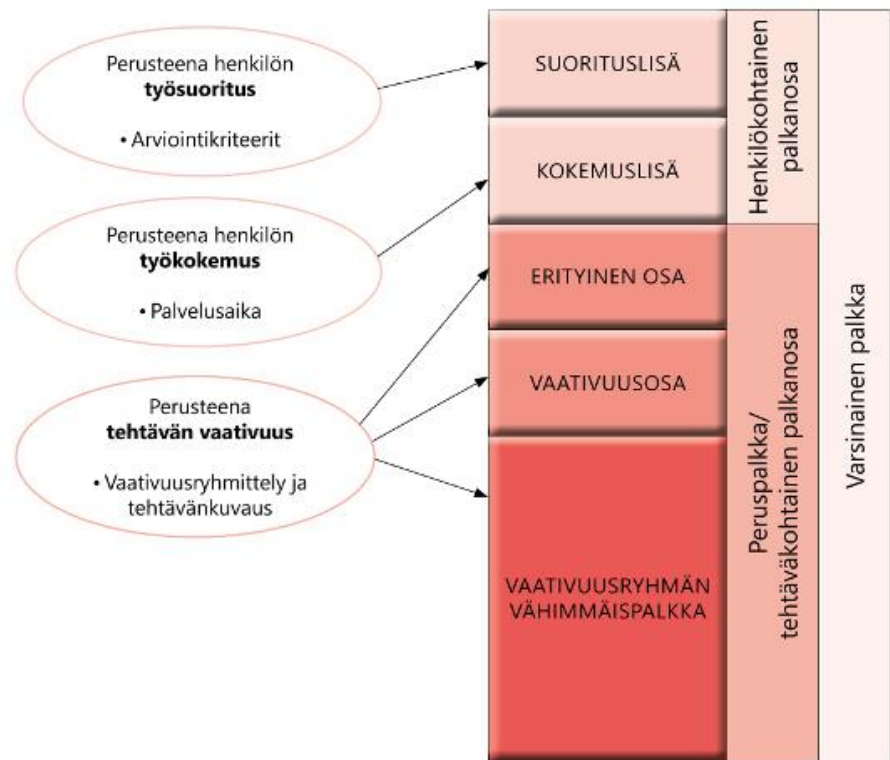 Perusteena henkilön
työsuoritus
• Arviointikriteerit
Perusteena henkilön
työkokemus
• Palvelusaika
Perusteena
tehtävän vaativuus
• Vaativuusryhmittely ja
tehtävänkuvaus
SUORITUSLISÄ
KOKEMUSLISÄ
ERITYINEN OSA
VAATIVUUSOSA
VAATIVUUSRYHMÄN
VÄHIMMÄISPALKKA
Henkilökohtainen
palkanosa
Peruspalkka/
tehtäväkohtainen palkanosa
Varsinainen palkka